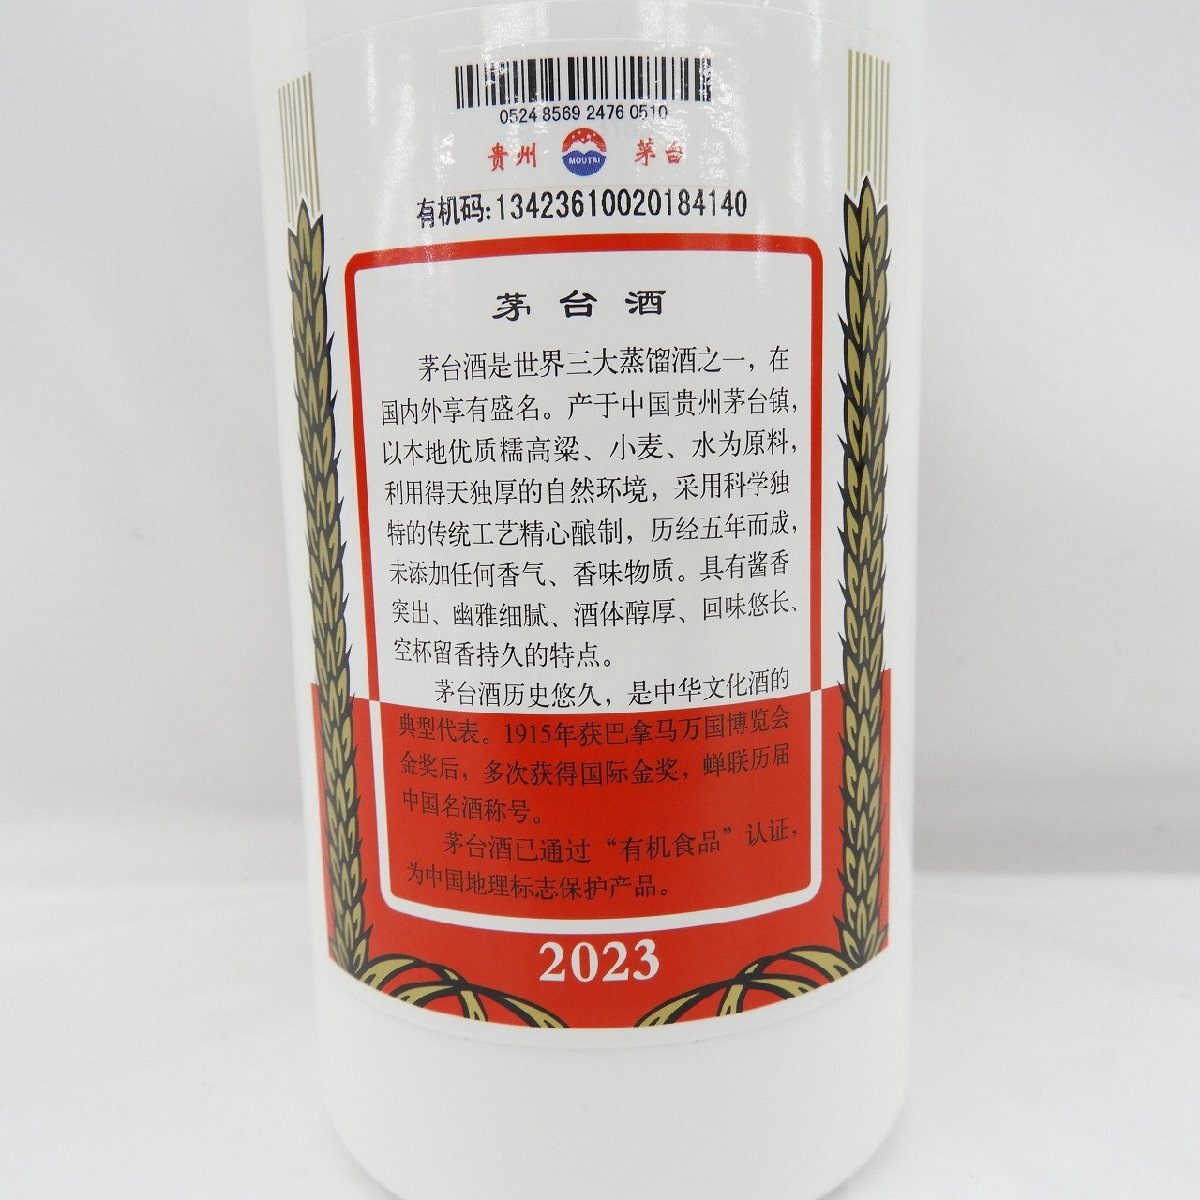 0524 8569 2476 0510
贵州 MOUTAI 茅台
有机码:13423610020184140
茅台酒
茅台酒是世界三大蒸馏酒之一，在
国内外享有盛名。产于中国贵州茅台镇，
以本地优质糯高粱、小麦、水为原料，
利用得天独厚的自然环境，采用科学独
特的传统工艺精心酿制，历经五年而成，
未添加任何香气、香味物质。具有酱香
突出、幽雅细腻、酒体醇厚、回味悠长、
空杯留香持久的特点。
茅台酒历史悠久，是中华文化酒的
典型代表。1915年获巴拿马万国博览会
金奖后，多次获得国际金奖，蝉联历届
中国名酒称号。
茅台酒已通过“有机食品”认证，
为中国地理标志保护产品。
2023